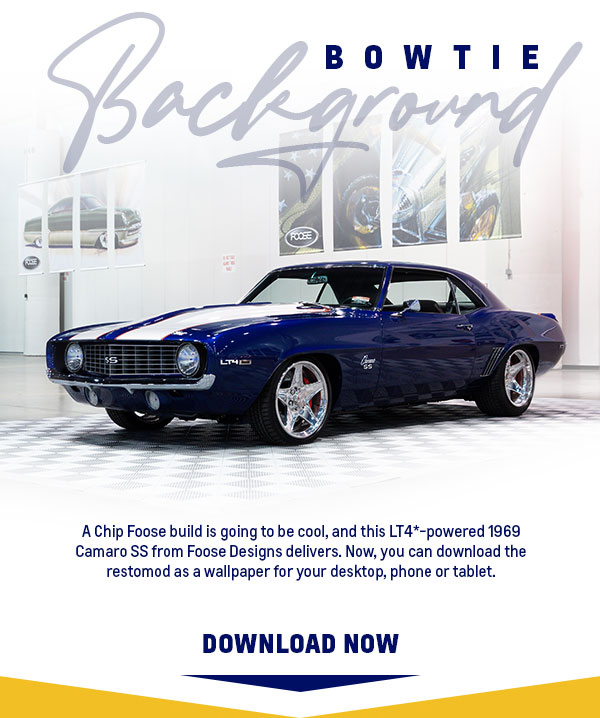 BOWTIE
Background
FOOSE
FOOSE
SS
LT4
Camaro
SS
A Chip Foose build is going to be cool, and this LT4*-powered 1969
Camaro SS from Foose Designs delivers. Now, you can download the
restomod as a wallpaper for your desktop, phone or tablet.
DOWNLOAD NOW